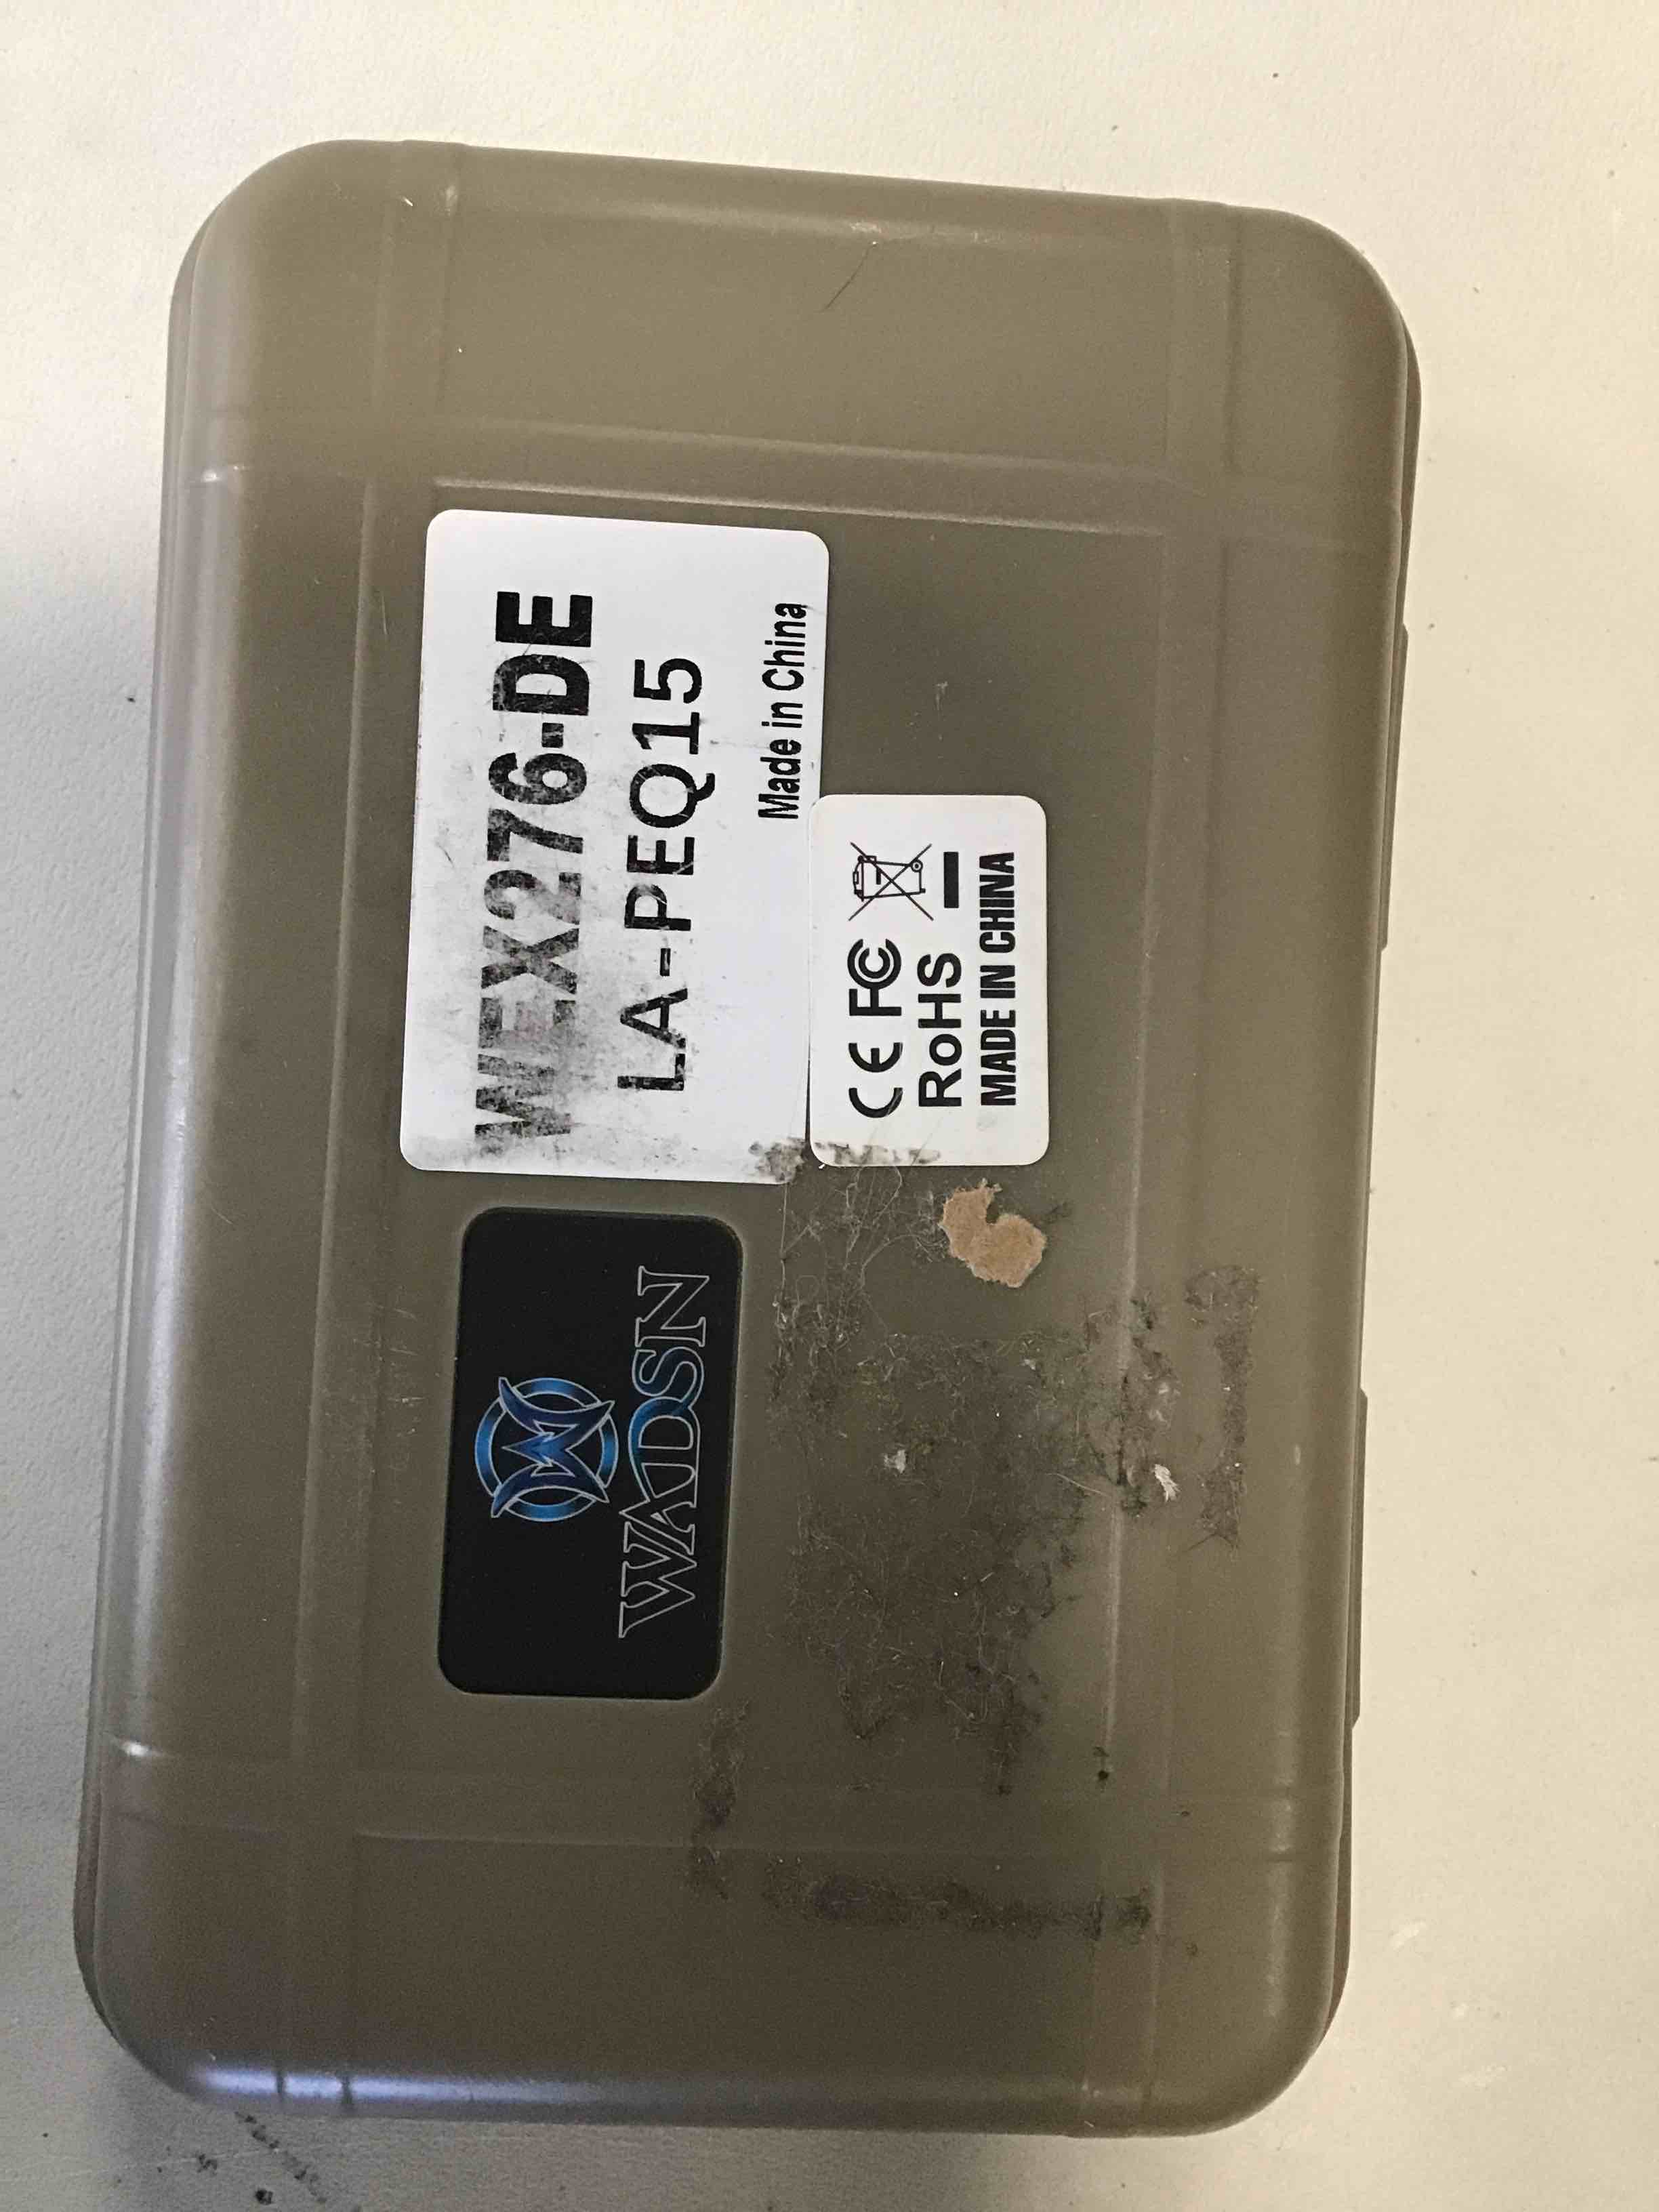 WEX276-DE
LA-PEQ15
Made in China
CE FC
RoHS
MADE IN CHINA
WADSN